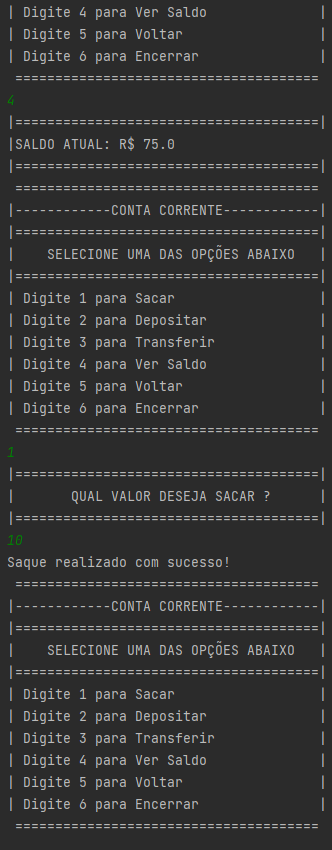 | Digite 4 para Ver Saldo              |
| Digite 5 para Voltar                 |
| Digite 6 para Encerrar               |
 ======================================
4
|======================================|
|SALDO ATUAL: R$ 75.0
|======================================|
 ======================================
|------------CONTA CORRENTE------------|
|======================================|
|    SELECIONE UMA DAS OPÇÕES ABAIXO   |
|======================================|
| Digite 1 para Sacar                  |
| Digite 2 para Depositar              |
| Digite 3 para Transferir             |
| Digite 4 para Ver Saldo              |
| Digite 5 para Voltar                 |
| Digite 6 para Encerrar               |
 ======================================
1
|======================================|
|       QUAL VALOR DESEJA SACAR ?      |
|======================================|
10
Saque realizado com sucesso!
 ======================================
|------------CONTA CORRENTE------------|
|======================================|
|    SELECIONE UMA DAS OPÇÕES ABAIXO   |
|======================================|
| Digite 1 para Sacar                  |
| Digite 2 para Depositar              |
| Digite 3 para Transferir             |
| Digite 4 para Ver Saldo              |
| Digite 5 para Voltar                 |
| Digite 6 para Encerrar               |
 ======================================